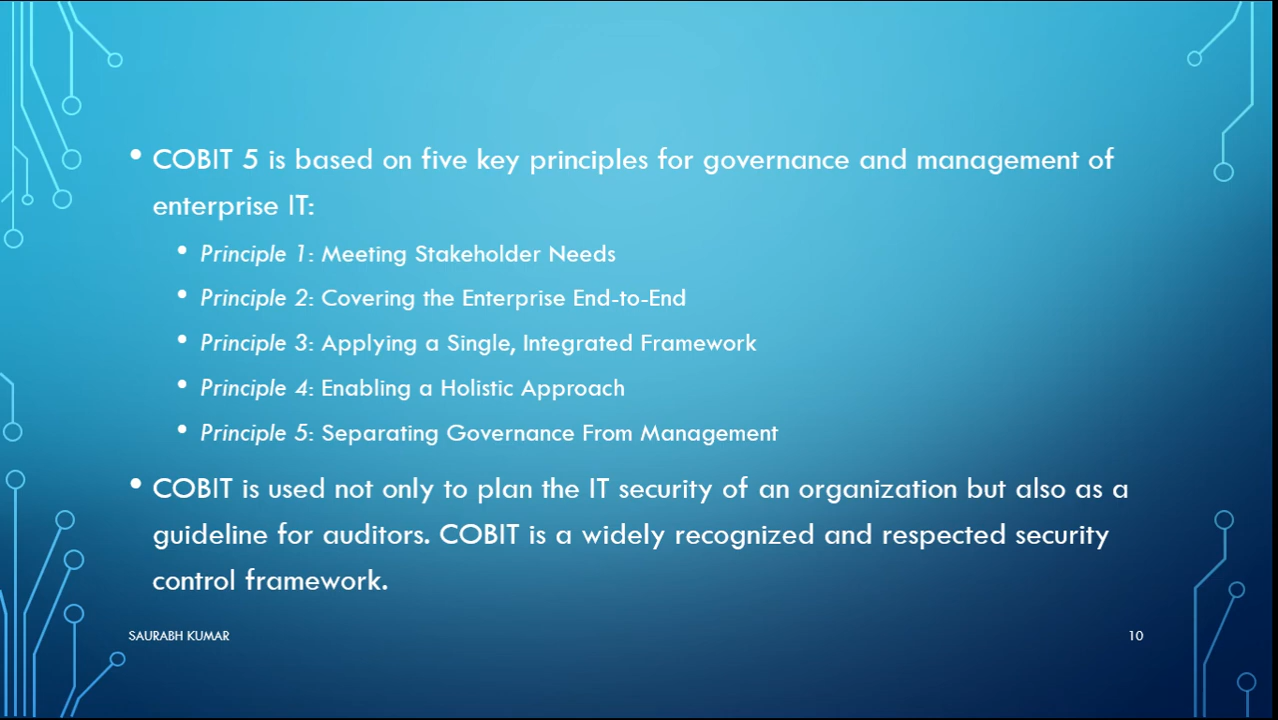 • COBIT 5 is based on five key principles for governance and management of
enterprise IT:
• Principle 1: Meeting Stakeholder Needs
• Principle 2: Covering the Enterprise End-to-End
• Principle 3: Applying a Single, Integrated Framework
• Principle 4: Enabling a Holistic Approach
• Principle 5: Separating Governance From Management
• COBIT is used not only to plan the IT security of an organization but also as a
guideline for auditors. COBIT is a widely recognized and respected security
control framework.
SAURABH KUMAR
10